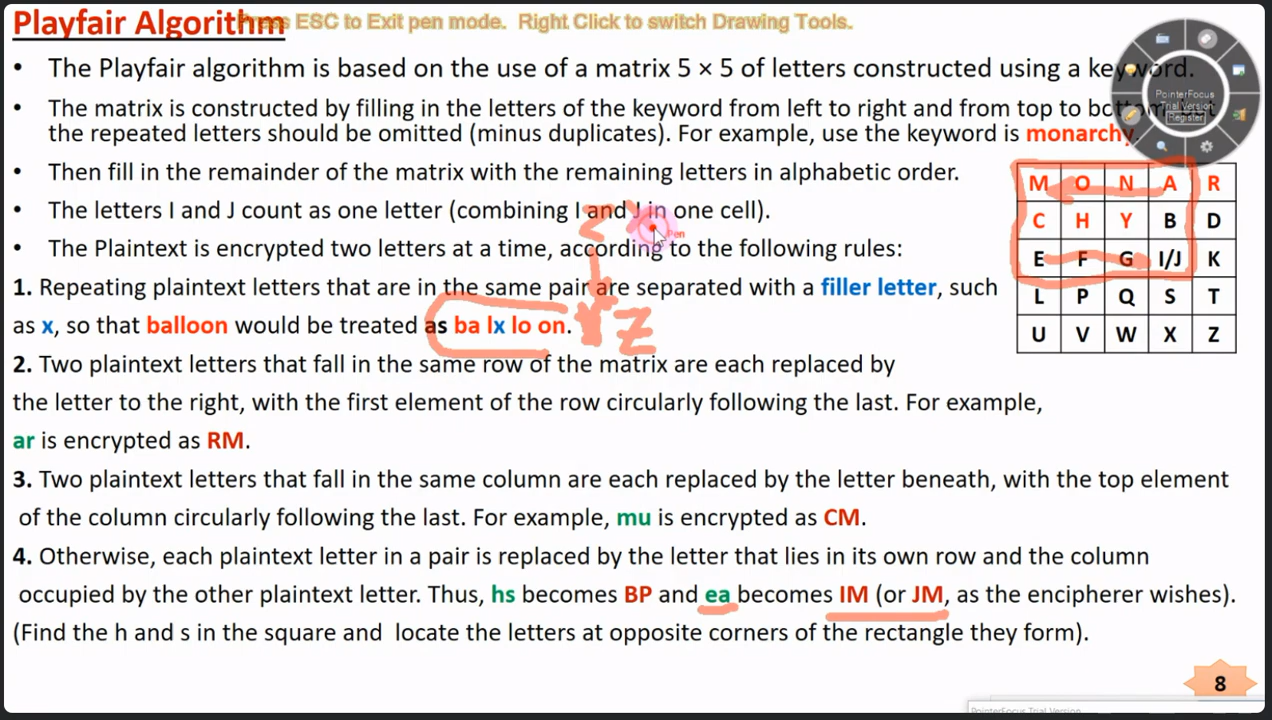 Playfair Algorithm
Press ESC to Exit pen mode. Right Click to switch Drawing Tools.
• The Playfair algorithm is based on the use of a matrix 5 × 5 of letters constructed using a keyword.
• The matrix is constructed by filling in the letters of the keyword from left to right and from top to
the repeated letters should be omitted (minus duplicates). For example, use the keyword is monarchy.
• Then fill in the remainder of the matrix with the remaining letters in alphabetic order.
• The letters I and J count as one letter (combining I and J in one cell).
• The Plaintext is encrypted two letters at a time, according to the following rules:
1. Repeating plaintext letters that are in the same pair are separated with a filler letter, such
as x, so that balloon would be treated as ba lx lo on.
2. Two plaintext letters that fall in the same row of the matrix are each replaced by
the letter to the right, with the first element of the row circularly following the last. For example,
ar is encrypted as RM.
3. Two plaintext letters that fall in the same column are each replaced by the letter beneath, with the top element
of the column circularly following the last. For example, mu is encrypted as CM.
4. Otherwise, each plaintext letter in a pair is replaced by the letter that lies in its own row and the column
occupied by the other plaintext letter. Thus, hs becomes BP and ea becomes IM (or JM, as the encipherer wishes).
(Find the h and s in the square and locate the letters at opposite corners of the rectangle they form).
M O N A R
C H Y B D
E F G I/J K
L P Q S T
U V W X Z
PointerFocus
Trial Version
Register
Pen
Z
Z
8
PointerFocus Trial Version